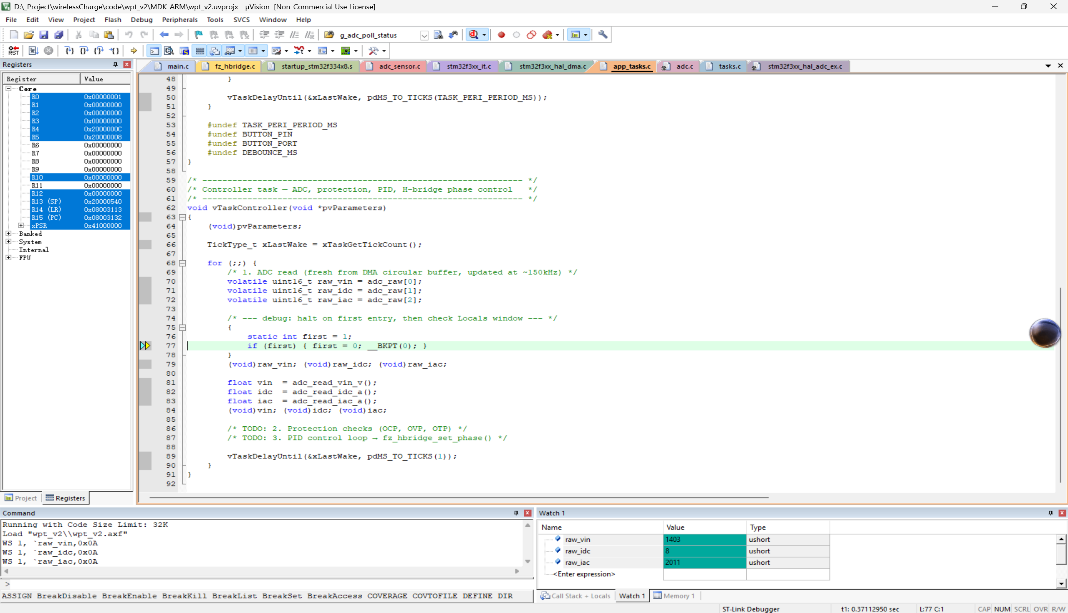 D:\_Project\wirelessCharge\code\wpt_v2\MDK-ARM\wpt_v2.uvprojx - µVision [Non-Commercial Use License]
File Edit View Project Flash Debug Peripherals Tools SVCS Window Help
g_adc_poll_status
Registers
Register Value
Core
R0 0x00000001
R1 0x00000000
R2 0x00000000
R3 0x00000000
R4 0x2000000C
R5 0x20000008
R6 0x00000000
R7 0x00000000
R8 0x00000000
R9 0x00000000
R10 0x00000000
R11 0x00000000
R12 0x00000000
R13 (SP) 0x20000540
R14 (LR) 0x08003113
R15 (PC) 0x08003132
xPSR 0x41000000
Banked
System
Internal
FPU
Project Registers
main.c fz_hbridge.c startup_stm32f334x8.s adc_sensor.c stm32f3xx_it.c stm32f3xx_hal_dma.c app_tasks.c adc.c tasks.c stm32f3xx_hal_adc_ex.c
48 }
49
50 vTaskDelayUntil(&xLastWake, pdMS_TO_TICKS(TASK_PERI_PERIOD_MS));
51 }
52
53 #undef TASK_PERI_PERIOD_MS
54 #undef BUTTON_PIN
55 #undef BUTTON_PORT
56 #undef DEBOUNCE_MS
57 }
58
59 /* ---------------------------------------------------------------- */
60 /* Controller task — ADC, protection, PID, H-bridge phase control */
61 /* ---------------------------------------------------------------- */
62 void vTaskController(void *pvParameters)
63 {
64 (void)pvParameters;
65
66 TickType_t xLastWake = xTaskGetTickCount();
67
68 for (;;) {
69 /* 1. ADC read (fresh from DMA circular buffer, updated at ~150kHz) */
70 volatile uint16_t raw_vin = adc_raw[0];
71 volatile uint16_t raw_idc = adc_raw[1];
72 volatile uint16_t raw_iac = adc_raw[2];
73
74 /* --- debug: halt on first entry, then check Locals window --- */
75 {
76 static int first = 1;
77 if (first) { first = 0; __BKPT(0); }
78 }
79 (void)raw_vin; (void)raw_idc; (void)raw_iac;
80
81 float vin = adc_read_vin_v();
82 float idc = adc_read_idc_a();
83 float iac = adc_read_iac_a();
84 (void)vin; (void)idc; (void)iac;
85
86 /* TODO: 2. Protection checks (OCP, OVP, OTP) */
87 /* TODO: 3. PID control loop → fz_hbridge_set_phase() */
88
89 vTaskDelayUntil(&xLastWake, pdMS_TO_TICKS(1));
90 }
91 }
92
Command
Running with Code Size Limit: 32K
Load "wpt_v2\\wpt_v2.axf"
WS 1, `raw_vin,0x0A
WS 1, `raw_idc,0x0A
WS 1, `raw_iac,0x0A
>
ASSIGN BreakDisable BreakEnable BreakKill BreakList BreakSet BreakAccess COVERAGE COVTOFILE DEFINE DIR
Watch 1
Name Value Type
raw_vin 1403 ushort
raw_idc 8 ushort
raw_iac 2011 ushort
<Enter expression>
Call Stack + Locals Watch 1 Memory 1
ST-Link Debugger t1: 0.37112950 sec L:77 C:1 CAP NUM SCRL OVR R/W